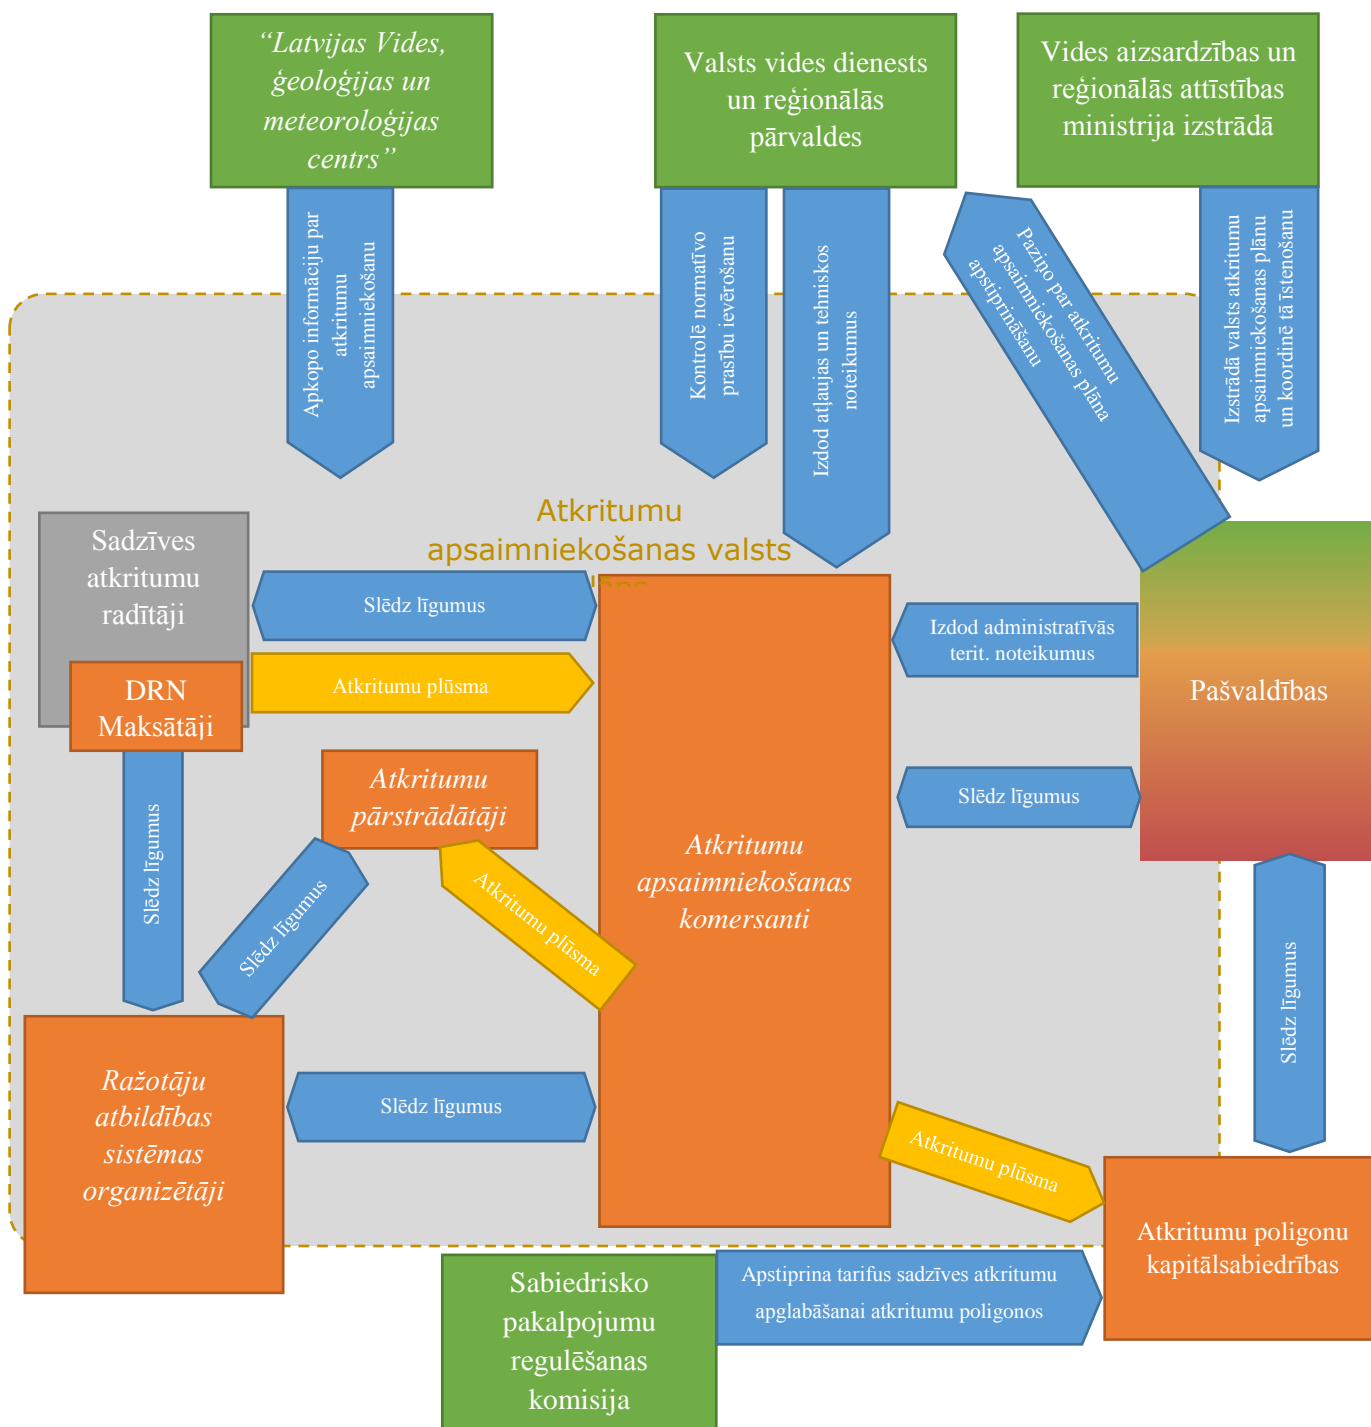 “Latvijas Vides,
ģeoloģijas un
meteoroloģijas
centrs”
Valsts vides dienests
un reģionālās
pārvaldes
Vides aizsardzības un
reģionālās attīstības
ministrija izstrādā
Apkopo informāciju par
atkritumu
apsaimniekošanu
Kontrolē normatīvo
prasību ievērošanu
Izdod atļaujas un tehniskos
noteikumus
Paziņo par atkritumu
apsaimniekošanas plāna
apstiprināšanu
Izstrādā valsts atkritumu
apsaimniekošanas plānu
un koordinē tā īstenošanu
Atkritumu
apsaimniekošanas valsts
Sadzīves
atkritumu
radītāji
DRN
Maksātāji
Slēdz līgumus
Atkritumu plūsma
Izdod administratīvās
terit. noteikumus
Pašvaldības
Slēdz līgumus
Atkritumu
pārstrādātāji
Atkritumu
apsaimniekošanas
komersanti
Slēdz līgumus
Slēdz līgumus
Atkritumu plūsma
Slēdz līgumus
Ražotāju
atbildības
sistēmas
organizētāji
Slēdz līgumus
Atkritumu plūsma
Atkritumu poligonu
kapitālsabiedrības
Sabiedrisko
pakalpojumu
regulēšanas
komisija
Apstiprina tarifus sadzīves atkritumu
apglabāšanai atkritumu poligonos